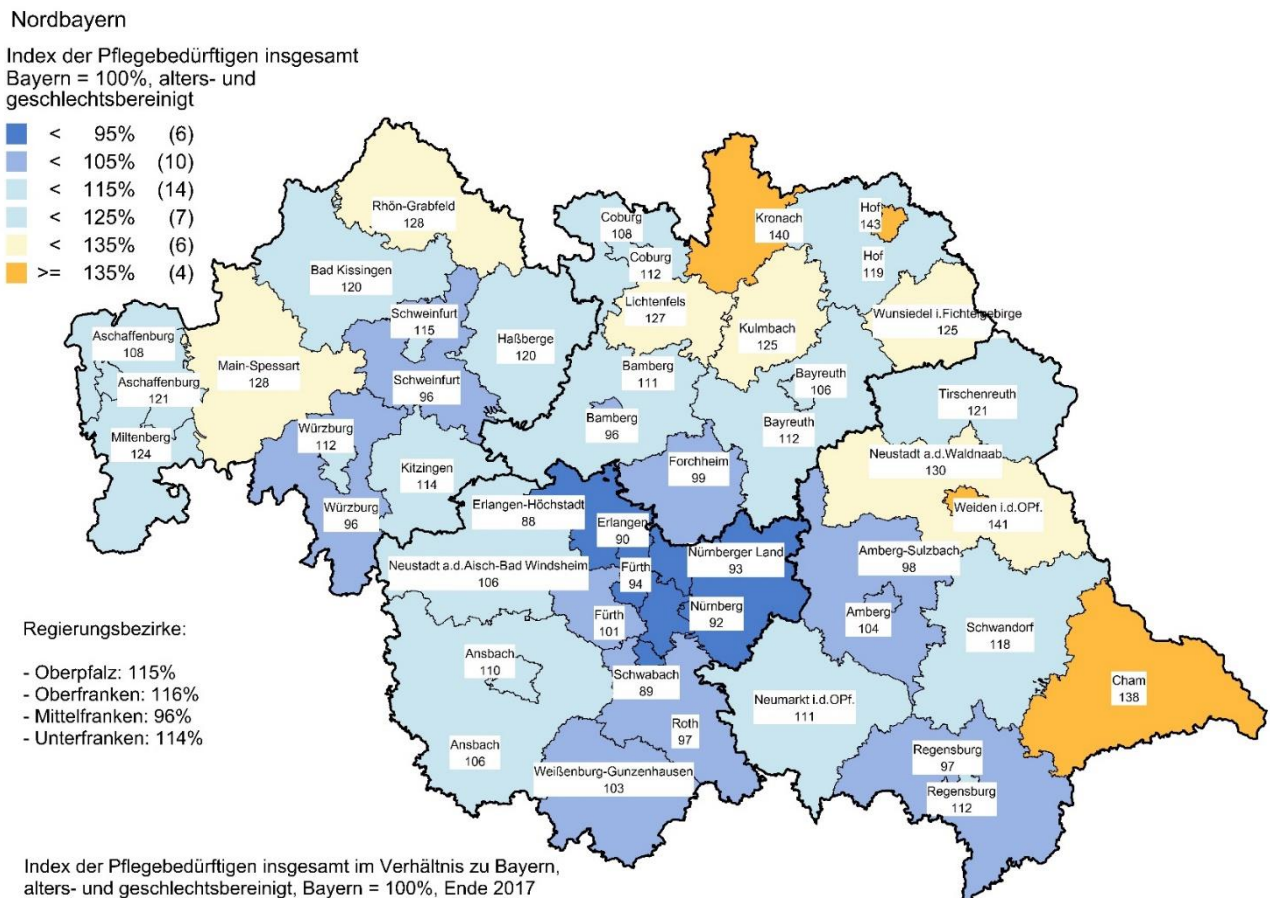 Nordbayern
Index der Pflegebedürftigen insgesamt
Bayern = 100%, alters- und
geschlechtsbereinigt
< 95% (6)
< 105% (10)
< 115% (14)
< 125% (7)
< 135% (6)
>= 135% (4)
Rhön-Grabfeld
128
Bad Kissingen
120
Schweinfurt
115
Haßberge
120
Schweinfurt
96
Aschaffenburg
108
Aschaffenburg
121
Miltenberg
124
Main-Spessart
128
Würzburg
112
Würzburg
96
Kitzingen
114
Coburg
108
Coburg
112
Kronach
140
Hof
143
Hof
119
Lichtenfels
127
Kulmbach
125
Wunsiedel i.Fichtelgebirge
125
Bamberg
111
Bamberg
96
Bayreuth
106
Bayreuth
112
Forchheim
99
Tirschenreuth
121
Neustadt a.d.Waldnaab
130
Weiden i.d.OPf.
141
Erlangen-Höchstadt
88
Erlangen
90
Nürnberger Land
93
Neustadt a.d.Aisch-Bad Windsheim
106
Fürth
94
Fürth
101
Nürnberg
92
Amberg-Sulzbach
98
Amberg
104
Schwandorf
118
Cham
138
Ansbach
110
Ansbach
106
Schwabach
89
Roth
97
Weißenburg-Gunzenhausen
103
Neumarkt i.d.OPf.
111
Regensburg
97
Regensburg
112
Regierungsbezirke:
- Oberpfalz: 115%
- Oberfranken: 116%
- Mittelfranken: 96%
- Unterfranken: 114%
Index der Pflegebedürftigen insgesamt im Verhältnis zu Bayern,
alters- und geschlechtsbereinigt, Bayern = 100%, Ende 2017